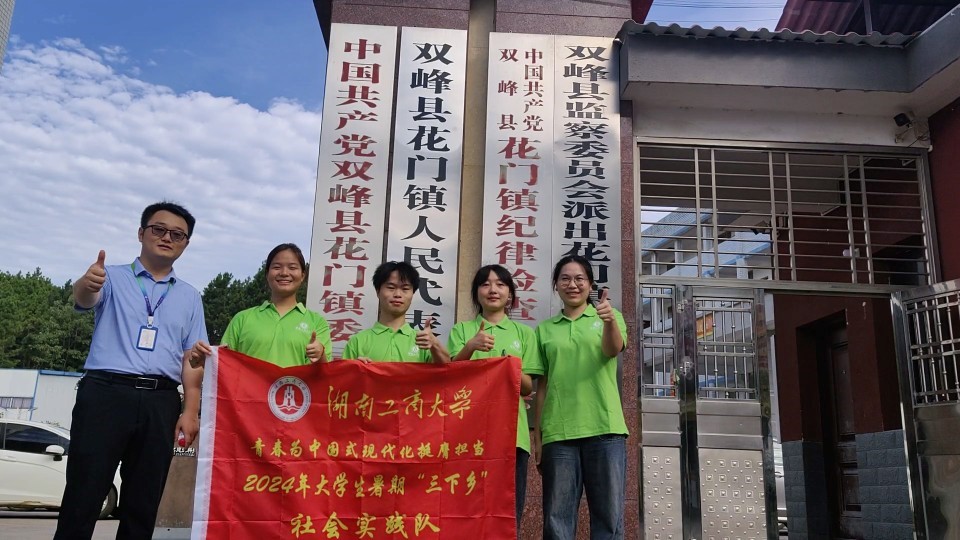 中国共产党双峰县花门镇委
双峰县花门镇人民代表
中国共产党
双峰县
花门镇纪律检查
双峰县监察委员会派出花门
湖南工商大学
青春为中国式现代化挺膺担当
2024年大学生暑期“三下乡”
社会实践队